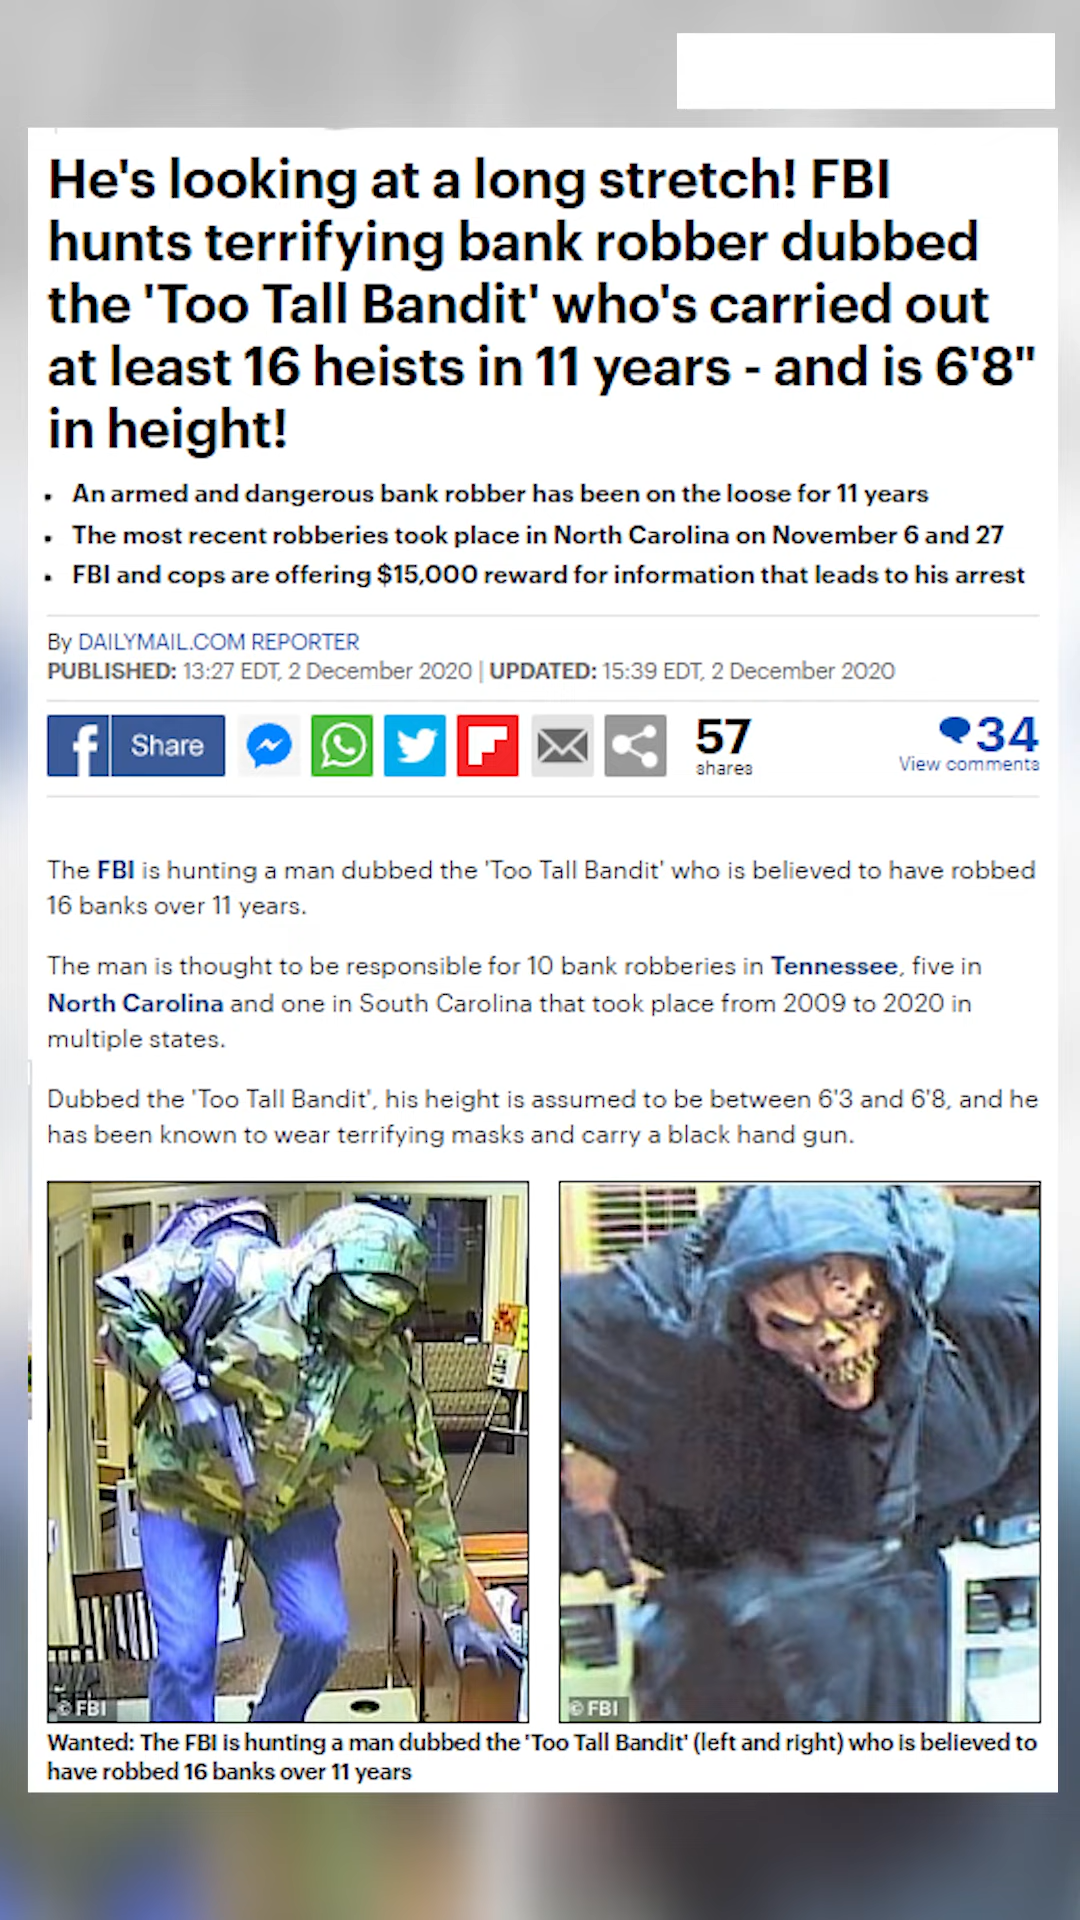 He's looking at a long stretch! FBI
hunts terrifying bank robber dubbed
the 'Too Tall Bandit' who's carried out
at least 16 heists in 11 years - and is 6'8"
in height!
• An armed and dangerous bank robber has been on the loose for 11 years
• The most recent robberies took place in North Carolina on November 6 and 27
• FBI and cops are offering $15,000 reward for information that leads to his arrest
By DAILYMAIL.COM REPORTER
PUBLISHED: 13:27 EDT, 2 December 2020 | UPDATED: 15:39 EDT, 2 December 2020
Share
57
shares
34
View comments
The FBI is hunting a man dubbed the 'Too Tall Bandit' who is believed to have robbed
16 banks over 11 years.
The man is thought to be responsible for 10 bank robberies in Tennessee, five in
North Carolina and one in South Carolina that took place from 2009 to 2020 in
multiple states.
Dubbed the 'Too Tall Bandit', his height is assumed to be between 6'3 and 6'8, and he
has been known to wear terrifying masks and carry a black hand gun.
© FBI
© FBI
Wanted: The FBI is hunting a man dubbed the 'Too Tall Bandit' (left and right) who is believed to
have robbed 16 banks over 11 years